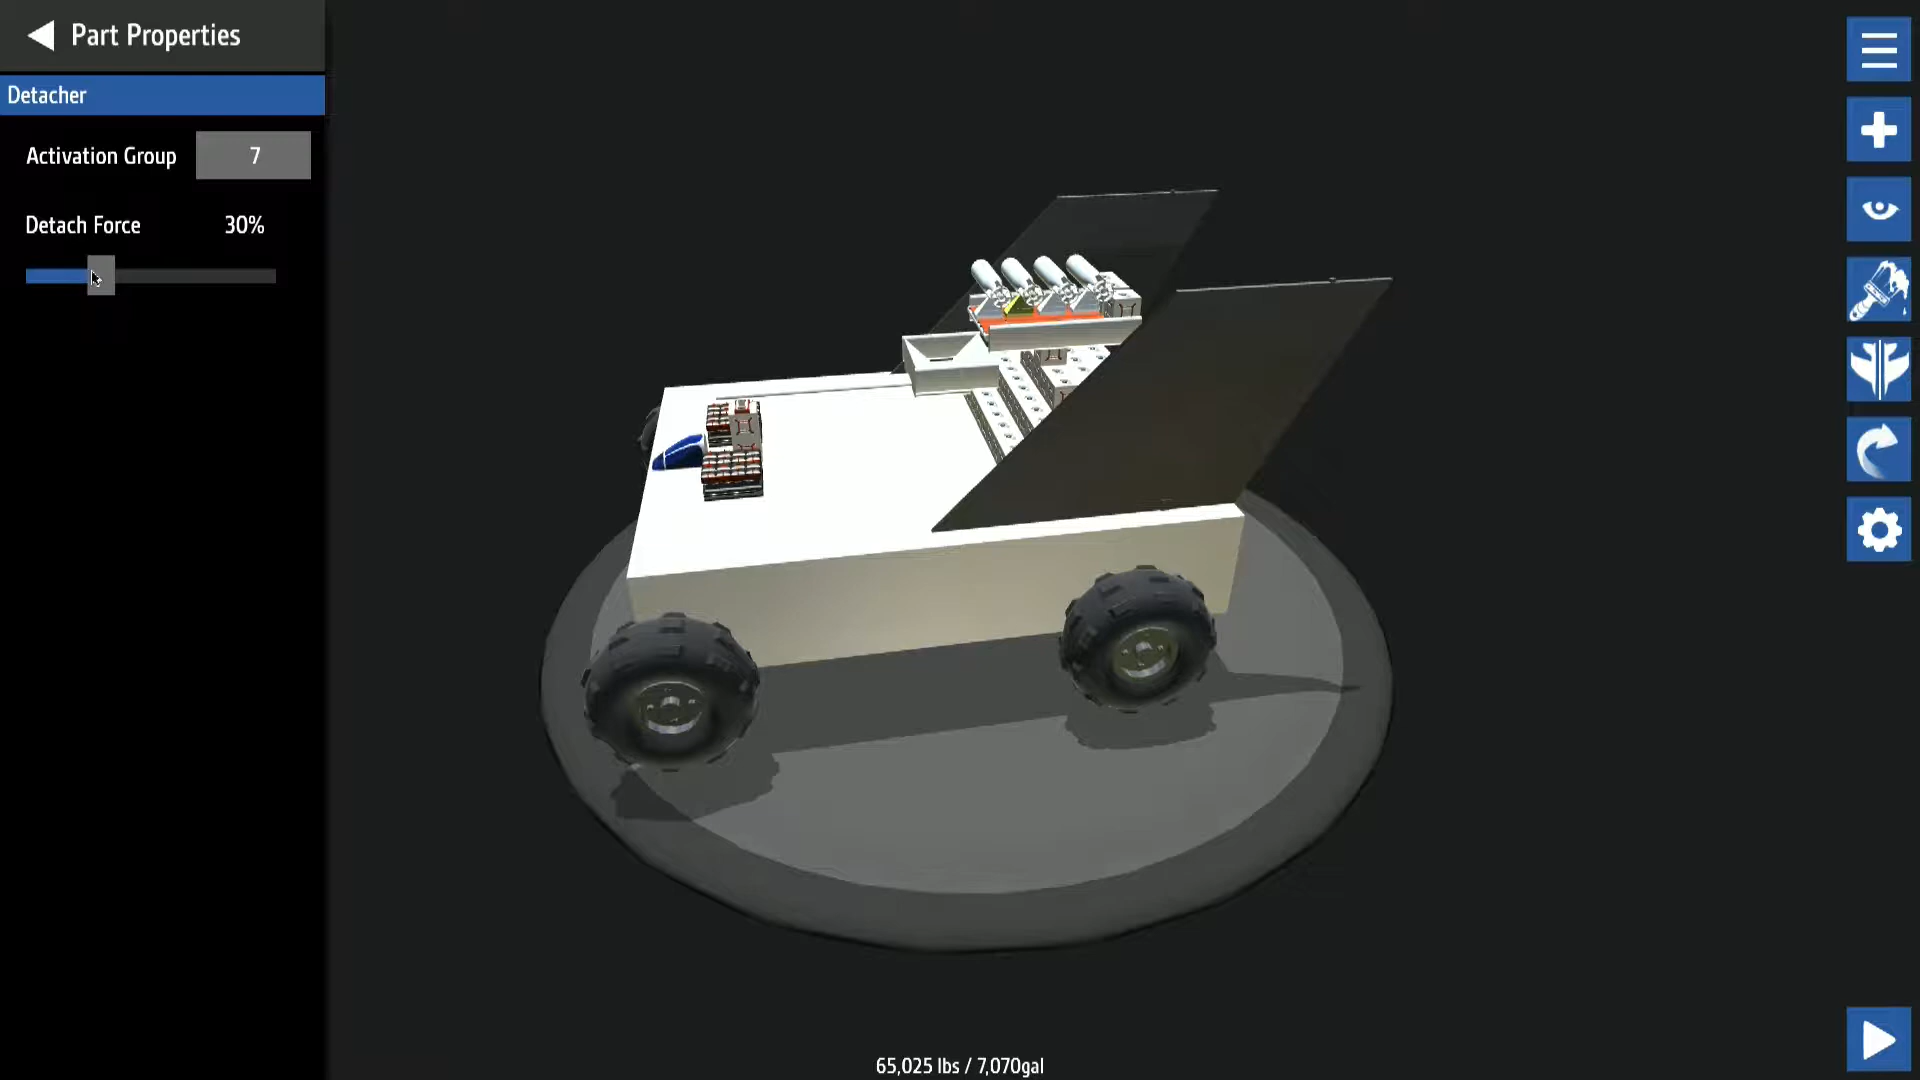 Part Properties
Detacher
Activation Group 7
Detach Force 30%
65,025 lbs / 7,070gal